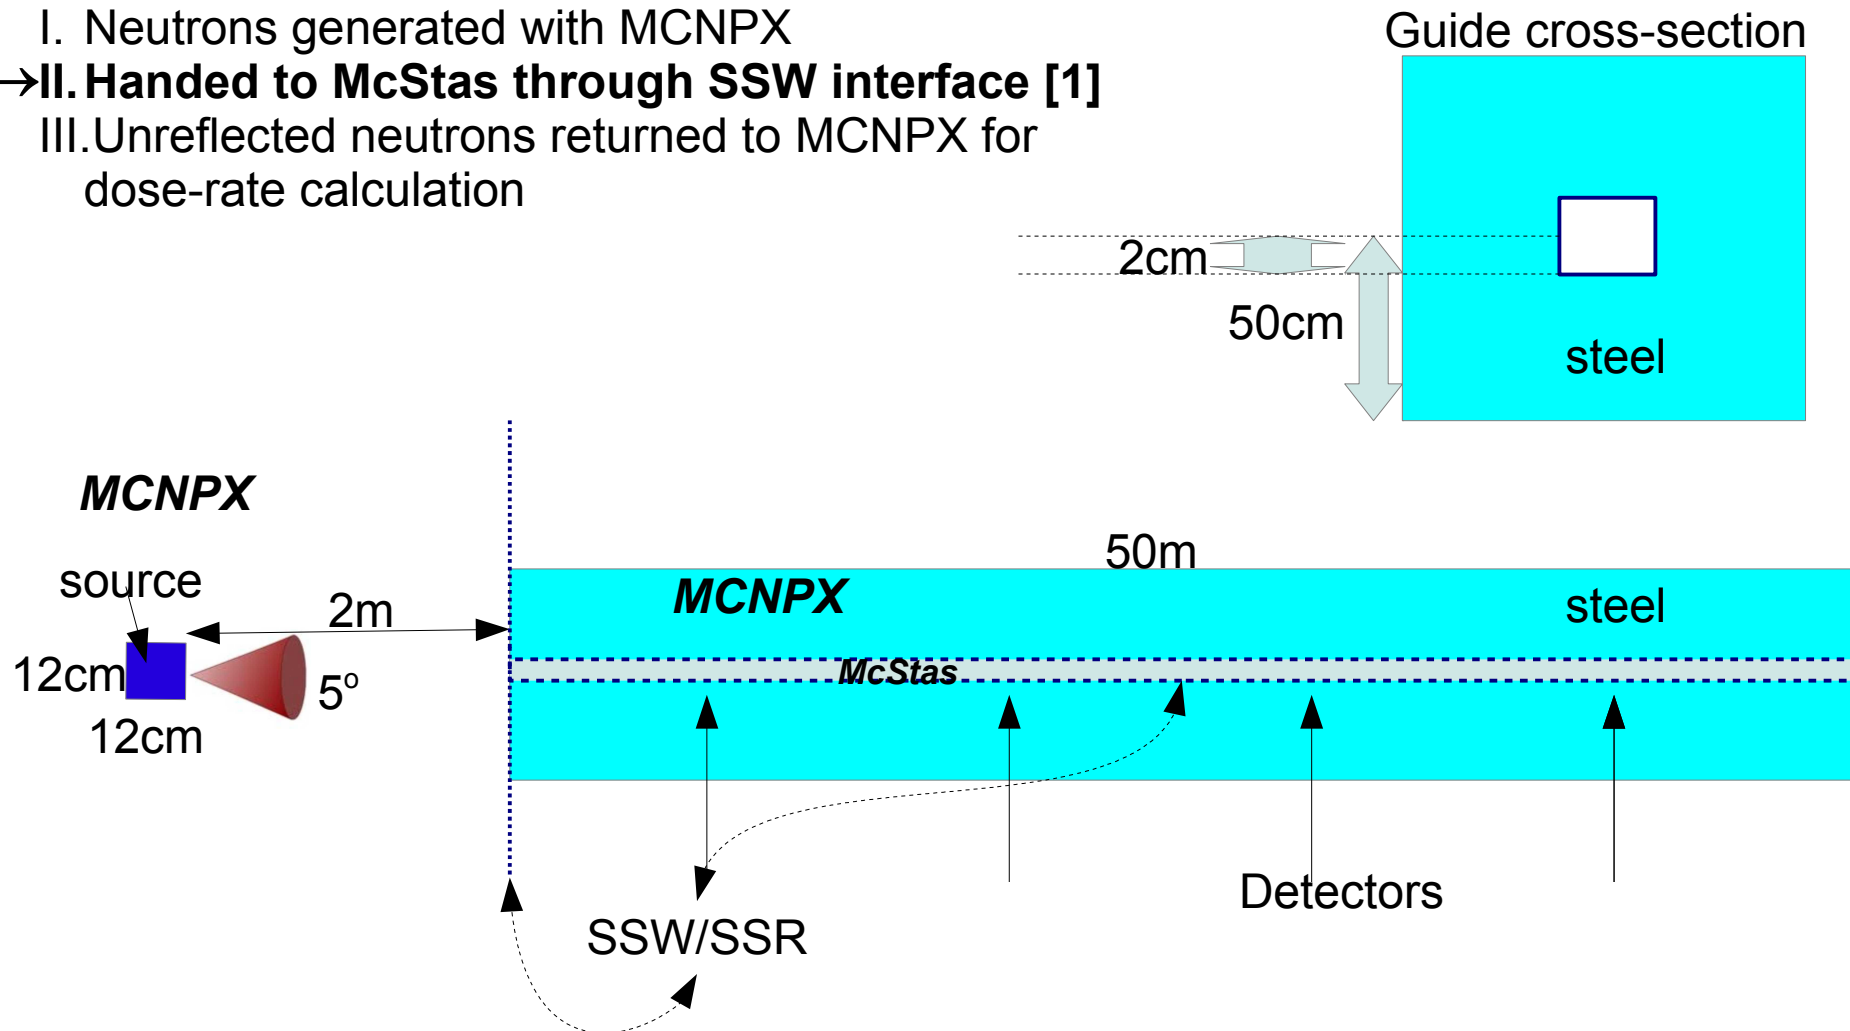 I. Neutrons generated with MCNPX
→II. Handed to McStas through SSW interface [1]
III.Unreflected neutrons returned to MCNPX for
dose-rate calculation
Guide cross-section
2cm
50cm
steel
MCNPX
source
2m
12cm
5°
12cm
50m
MCNPX
steel
McStas
Detectors
SSW/SSR